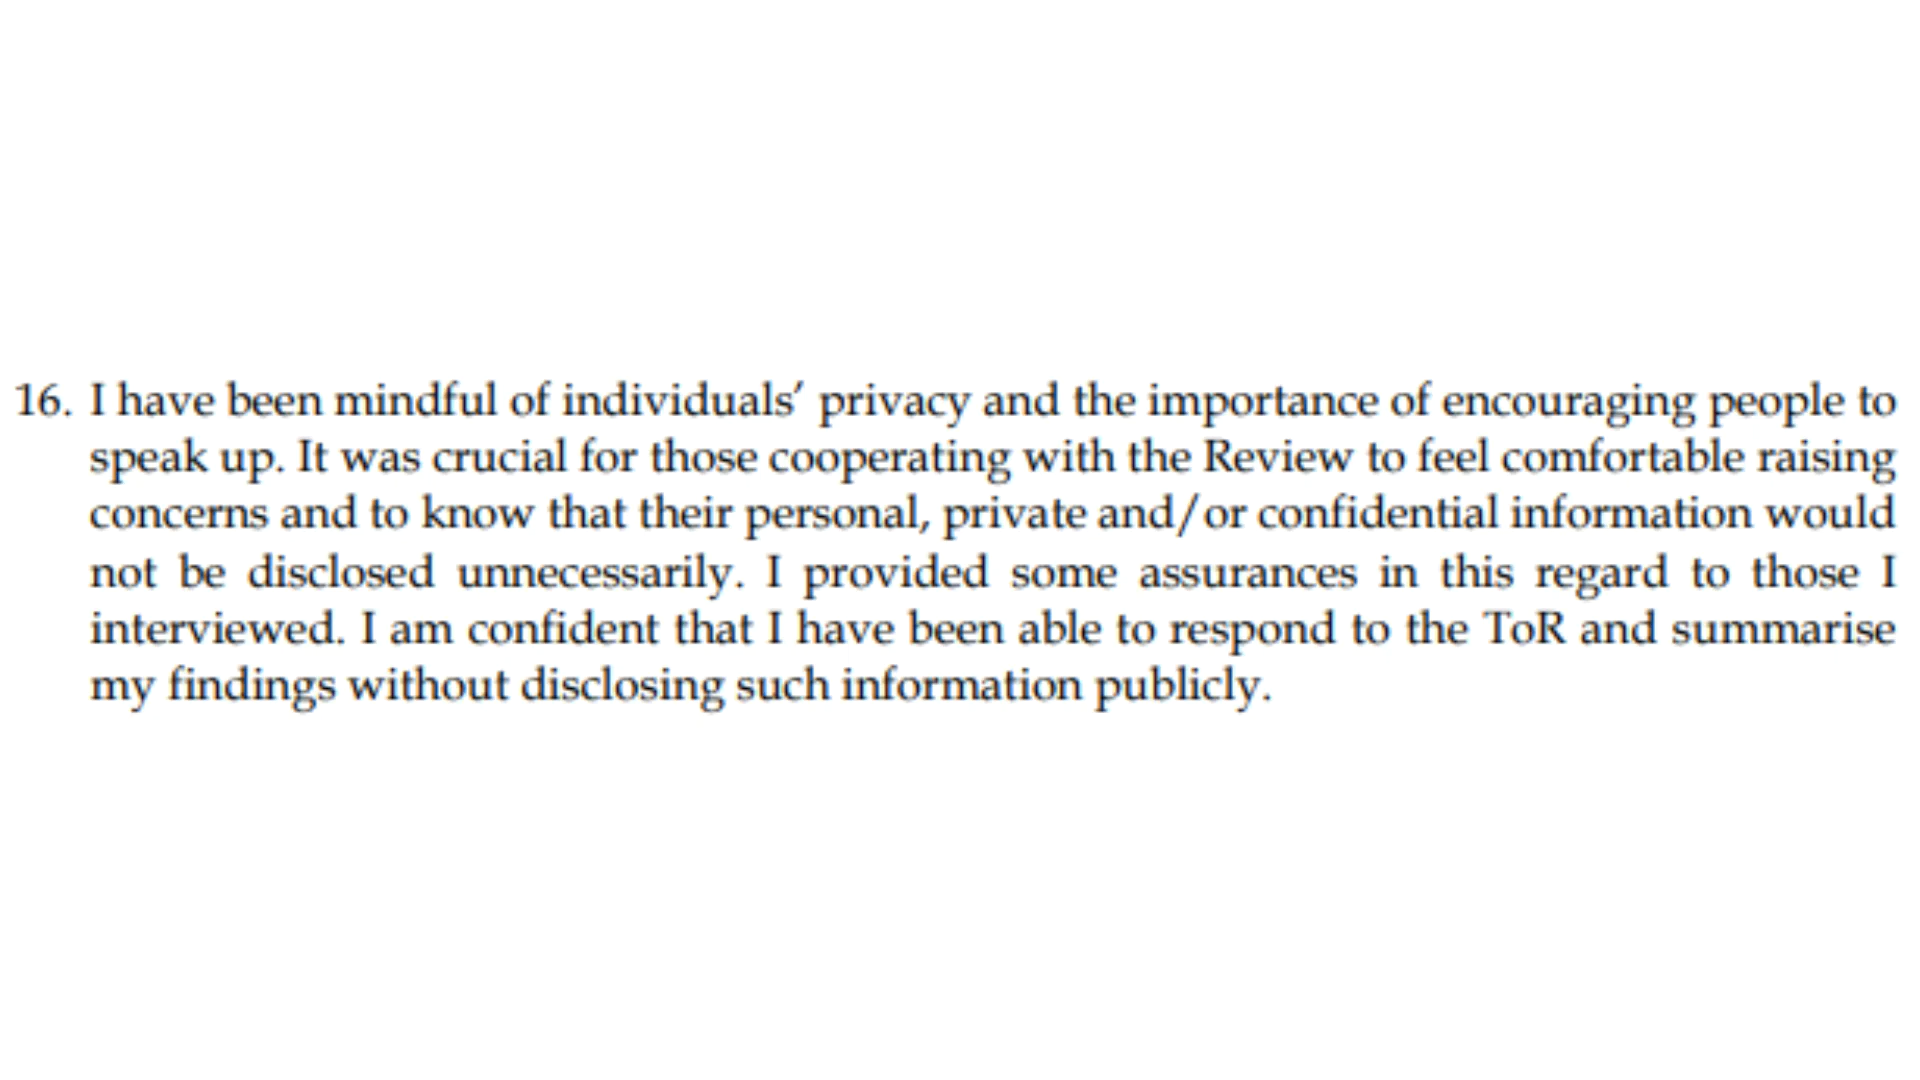 16. I have been mindful of individuals’ privacy and the importance of encouraging people to
speak up. It was crucial for those cooperating with the Review to feel comfortable raising
concerns and to know that their personal, private and/or confidential information would
not be disclosed unnecessarily. I provided some assurances in this regard to those I
interviewed. I am confident that I have been able to respond to the ToR and summarise
my findings without disclosing such information publicly.